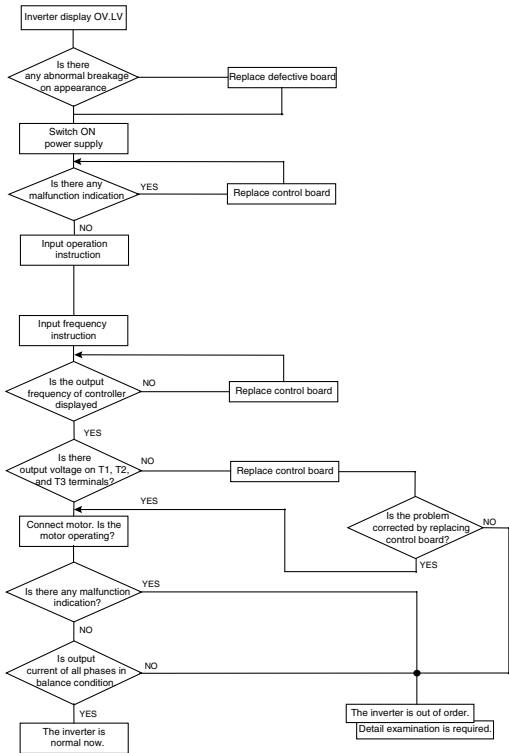 Inverter display OV.LV
Is there
any abnormal breakage
on appearance
Replace defective board
Switch ON
power supply
Is there any
malfunction indication
YES
Replace control board
NO
Input operation
instruction
Input frequency
instruction
Is the output
frequency of controller
displayed
NO
Replace control board
YES
Is there
output voltage on T1, T2,
and T3 terminals?
NO
Replace control board
YES
Is the problem
corrected by replacing
control board?
NO
YES
Connect motor. Is the
motor operating?
Is there any malfunction
indication?
YES
NO
Is output
current of all phases in
balance condition
NO
YES
The inverter is out of order.
Detail examination is required.
The inverter is
normal now.